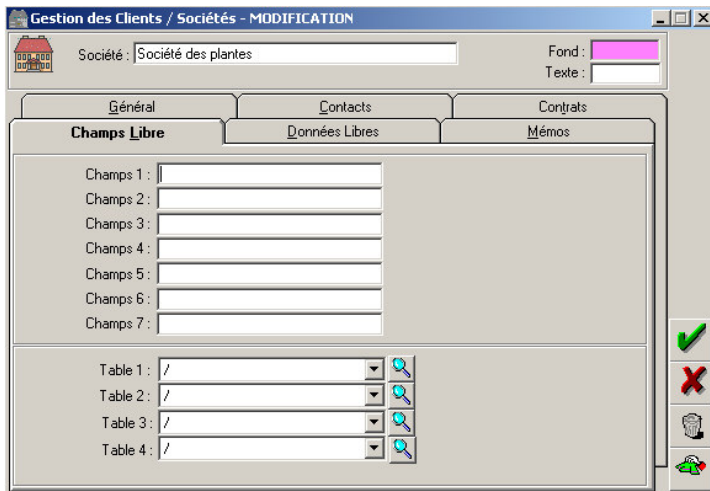 Gestion des Clients / Sociétés - MODIFICATION
Société : Société des plantes
Fond :
Texte :
Général Contacts Contrats
Champs Libre Données Libres Mémos
Champs 1 :
Champs 2 :
Champs 3 :
Champs 4 :
Champs 5 :
Champs 6 :
Champs 7 :
Table 1 : /
Table 2 : /
Table 3 : /
Table 4 : /